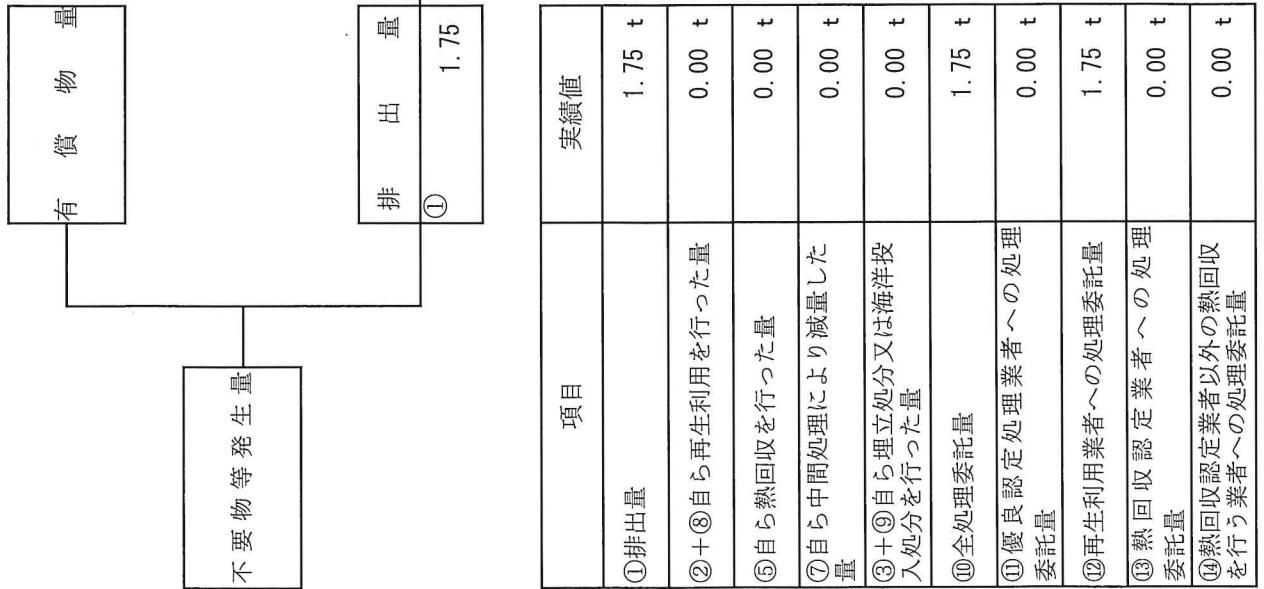 有償物量
不要物等発生量
排出量
① 1.75
項目 実績値
①排出量 1.75 t
②+⑧自ら再生利用を行った量 0.00 t
⑤自ら熱回収を行った量 0.00 t
⑦自ら中間処理により減量した
量 0.00 t
③+⑨自ら埋立処分又は海洋投
入処分を行った量 0.00 t
⑩全処理委託量 1.75 t
⑪優良認定処理業者への処理
委託量 0.00 t
⑫再生利用業者への処理委託量 1.75 t
⑬熱回収認定業者への処理
委託量 0.00 t
⑭熱回収認定業者以外の熱回収
を行う業者への処理委託量 0.00 t